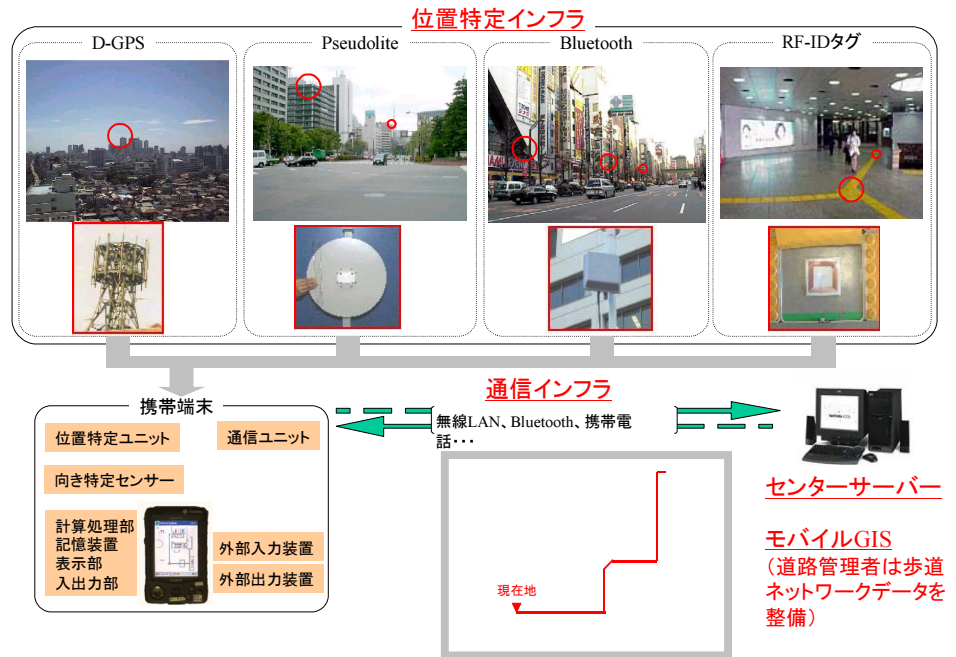 位置特定インフラ
D-GPS
Pseudolite
Bluetooth
RF-IDタグ
携帯端末
位置特定ユニット
通信ユニット
向き特定センサー
計算処理部
記憶装置
表示部
入出力部
外部入力装置
外部出力装置
通信インフラ
無線LAN、Bluetooth、携帯電
話・・・
現在地
センターサーバー
モバイルGIS
（道路管理者は歩道
ネットワークデータを
整備）